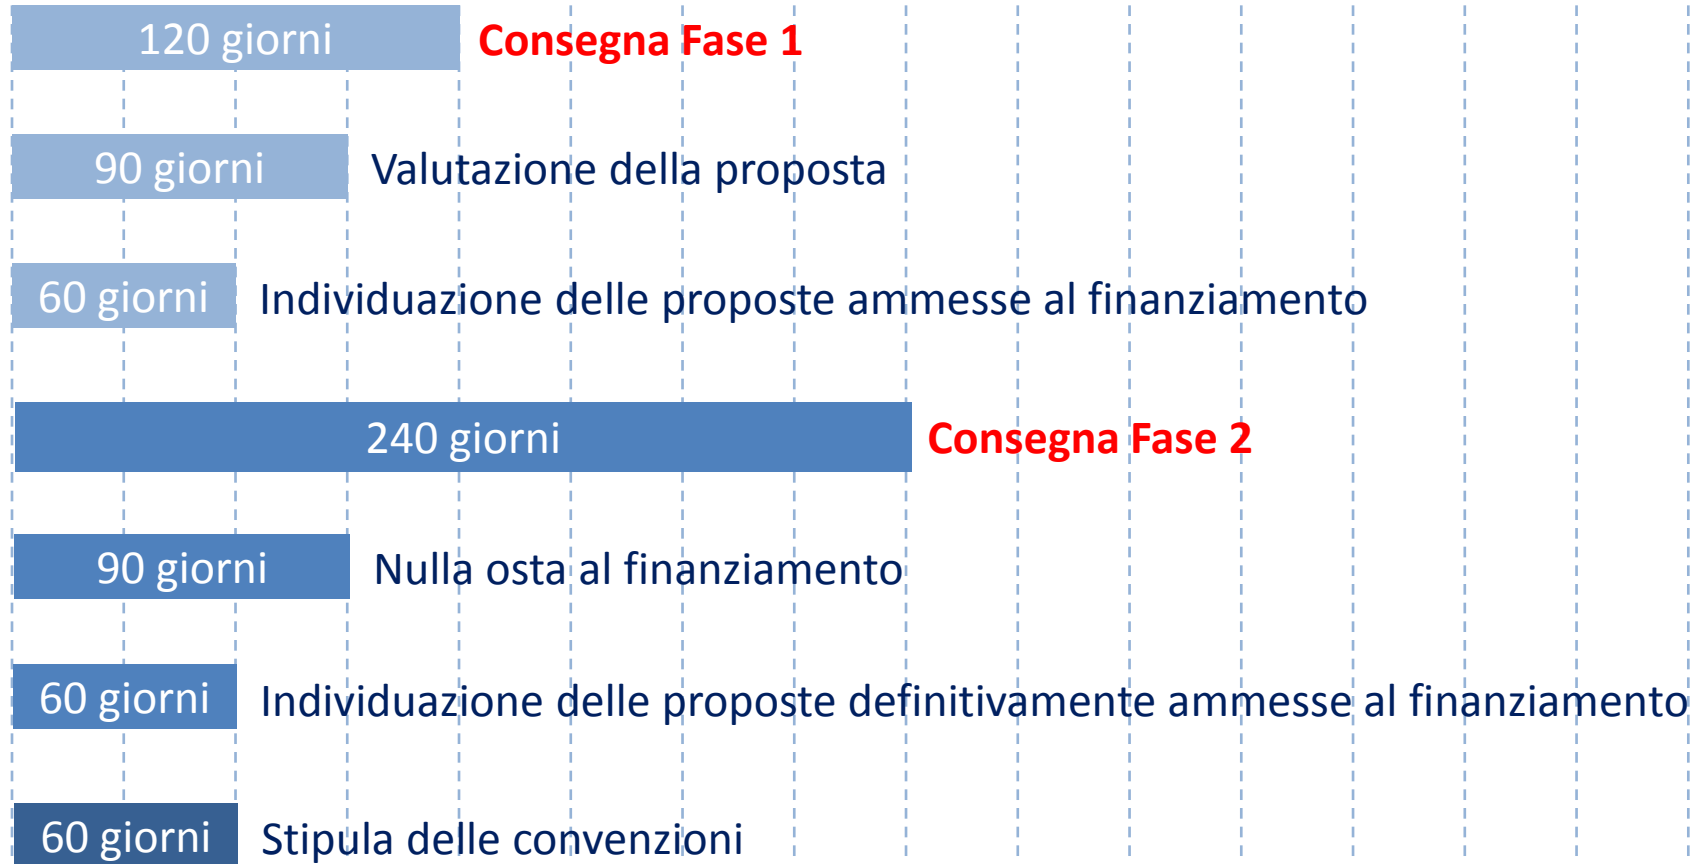 120 giorni Consegna Fase 1
90 giorni Valutazione della proposta
60 giorni Individuazione delle proposte ammesse al finanziamento
240 giorni Consegna Fase 2
90 giorni Nulla osta al finanziamento
60 giorni Individuazione delle proposte definitivamente ammesse al finanziamento
60 giorni Stipula delle convenzioni